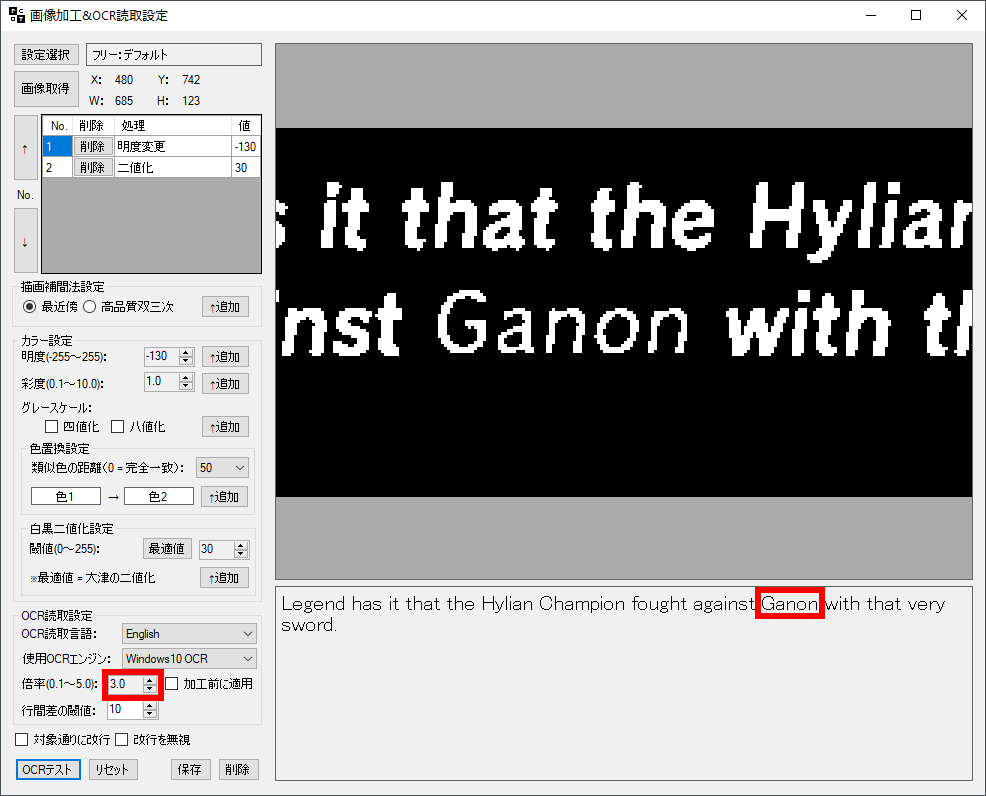 画像加工&OCR読取設定
設定選択
フリー:デフォルト
画像取得
X: 480 Y: 742
W: 685 H: 123
No. 削除 処理 値
1 削除 明度変更 -130
2 削除 二値化 30
↑
No.
↓
描画補間法設定
最近傍 高品質双三次 ↑追加
カラー設定
明度(-255~255): -130 ↑追加
彩度(0.1~10.0): 1.0 ↑追加
グレースケール:
四値化 八値化 ↑追加
色置換設定
類似色の距離(0 = 完全一致): 50
色1 → 色2 ↑追加
白黒二値化設定
閾値(0~255): 最適値 30
※最適値 = 大津の二値化 ↑追加
OCR読取設定
OCR読取言語: English
使用OCRエンジン: Windows10 OCR
倍率(0.1~5.0): 3.0 加工前に適用
行間差の閾値: 10
対象通りに改行 改行を無視
OCRテスト リセット 保存 削除
s it that the Hylian
inst Ganon with th
Legend has it that the Hylian Champion fought against Ganon with that very
sword.